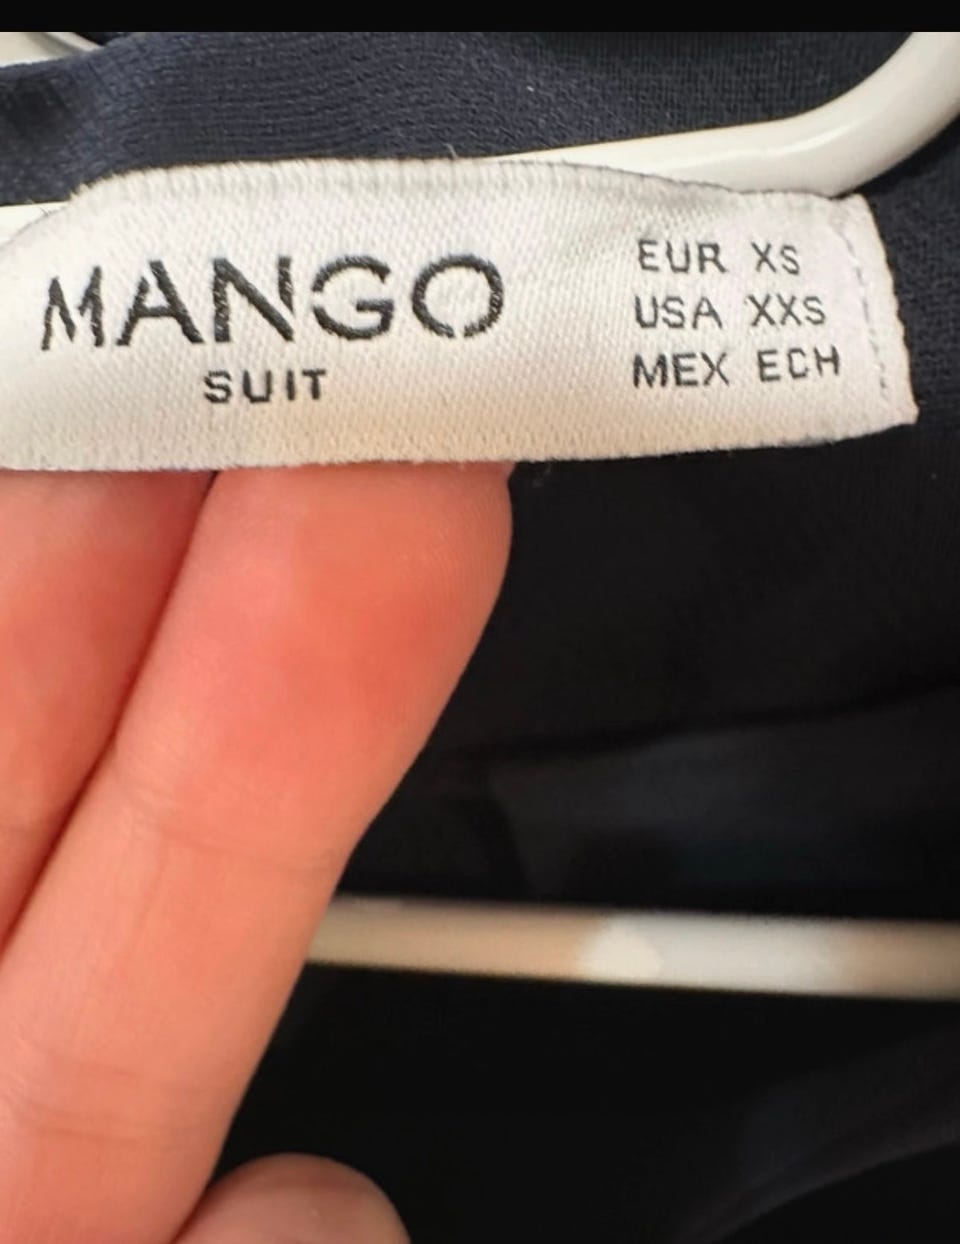 MANGO
SUIT
EUR XS
USA XXS
MEX ECH